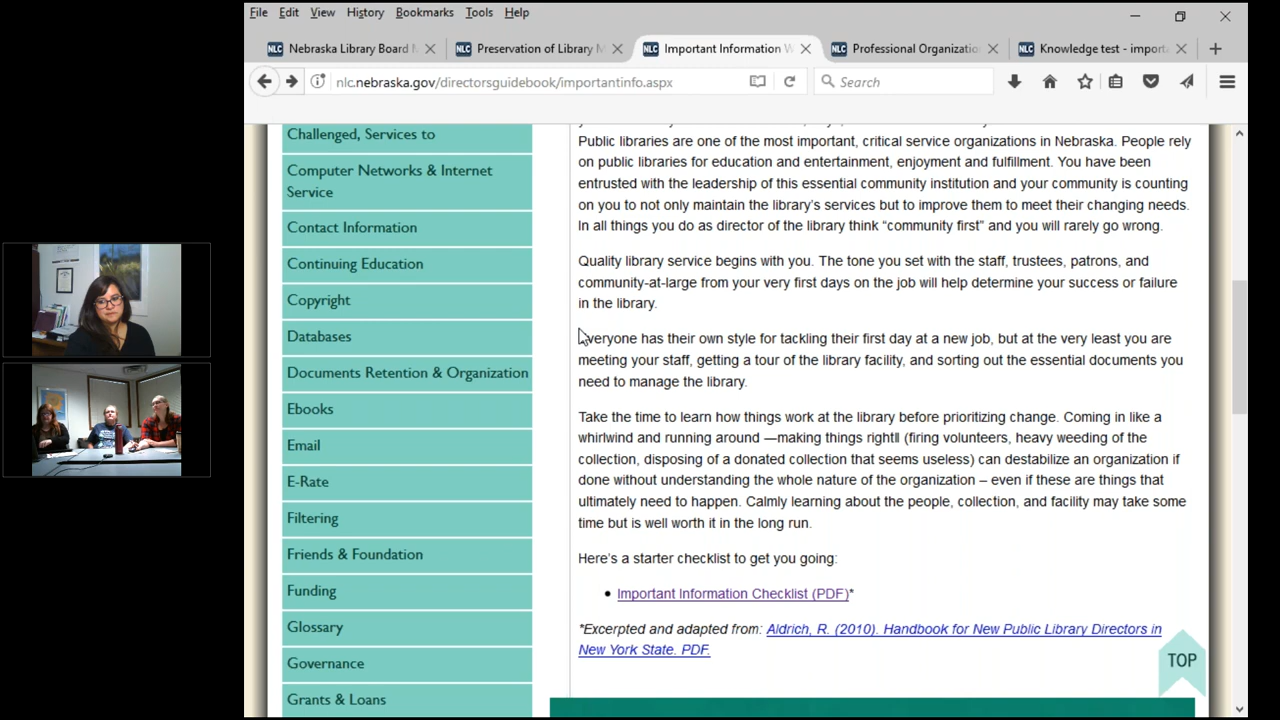 File Edit View History Bookmarks Tools Help
NLC Nebraska Library Board
NLC Preservation of Library M
NLC Important Information W
NLC Professional Organizatio
NLC Knowledge test - import
nlc.nebraska.gov/directorsguidebook/importantinfo.aspx
Search
Challenged, Services to
Computer Networks & Internet
Service
Contact Information
Continuing Education
Copyright
Databases
Documents Retention & Organization
Ebooks
Email
E-Rate
Filtering
Friends & Foundation
Funding
Glossary
Governance
Grants & Loans
Public libraries are one of the most important, critical service organizations in Nebraska. People rely
on public libraries for education and entertainment, enjoyment and fulfillment. You have been
entrusted with the leadership of this essential community institution and your community is counting
on you to not only maintain the library's services but to improve them to meet their changing needs.
In all things you do as director of the library think “community first” and you will rarely go wrong.
Quality library service begins with you. The tone you set with the staff, trustees, patrons, and
community-at-large from your very first days on the job will help determine your success or failure
in the library.
Everyone has their own style for tackling their first day at a new job, but at the very least you are
meeting your staff, getting a tour of the library facility, and sorting out the essential documents you
need to manage the library.
Take the time to learn how things work at the library before prioritizing change. Coming in like a
whirlwind and running around ―making things right‖ (firing volunteers, heavy weeding of the
collection, disposing of a donated collection that seems useless) can destabilize an organization if
done without understanding the whole nature of the organization – even if these are things that
ultimately need to happen. Calmly learning about the people, collection, and facility may take some
time but is well worth it in the long run.
Here's a starter checklist to get you going:
• Important Information Checklist (PDF)*
*Excerpted and adapted from: Aldrich, R. (2010). Handbook for New Public Library Directors in
New York State. PDF.
TOP